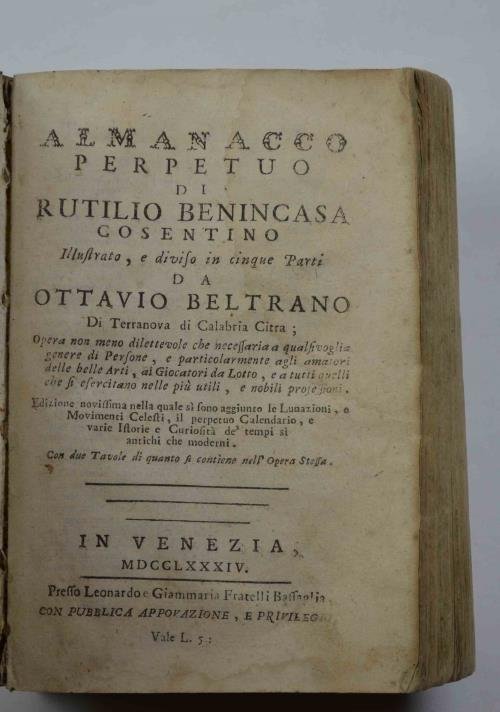 ALMANACCO
PERPETUO
DI
RUTILIO BENINCASA
COSENTINO
Illuſtrato, e diviſo in cinque Parti
DA
OTTAVIO BELTRANO
Di Terranova di Calabria Citra;
Opera non meno dilettevole che neceſſaria a qualſivoglia
genere di Perſone, e particolarmente agli amatori
delle belle Arti, ai Giocatori da Lotto, e a tutti quelli
che ſi eſercitano nelle più utili, e nobili profeſſioni.
Edizione noviſſima nella quale sì ſono aggiunte le Lunazioni, e
Movimenti Celeſti, il perpetuo Calendario, e
varie Iſtorie e Curioſità de' tempi sì
antichi che moderni.
Con due Tavole di quanto ſi contiene nell' Opera Steſſa.
IN VENEZIA,
MDCCLXXXIV.
Preſſo Leonardo e Giammaria Fratelli Baſſaglia
CON PUBBLICA APPOVAZIONE, E PRIVILEGI
Vale L. 5: